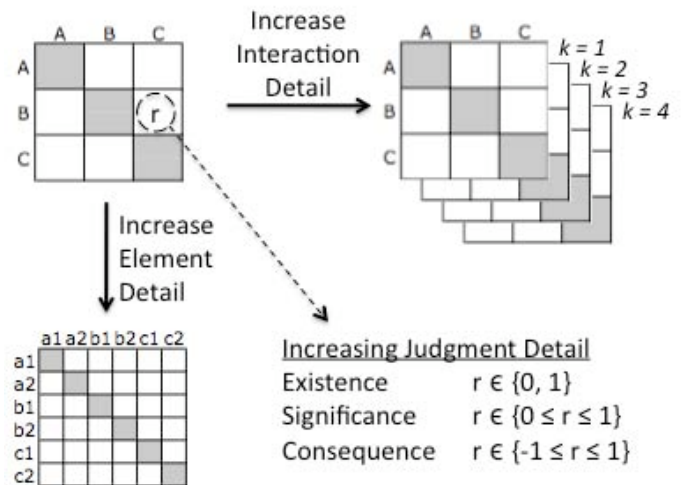 A B C
A
B r
C
Increase
Interaction
Detail
A B C
A
B
C
k = 1
k = 2
k = 3
k = 4
Increase
Element
Detail
a1 a2 b1 b2 c1 c2
a1
a2
b1
b2
c1
c2
Increasing Judgment Detail
Existence r ∈ {0, 1}
Significance r ∈ {0 ≤ r ≤ 1}
Consequence r ∈ {-1 ≤ r ≤ 1}